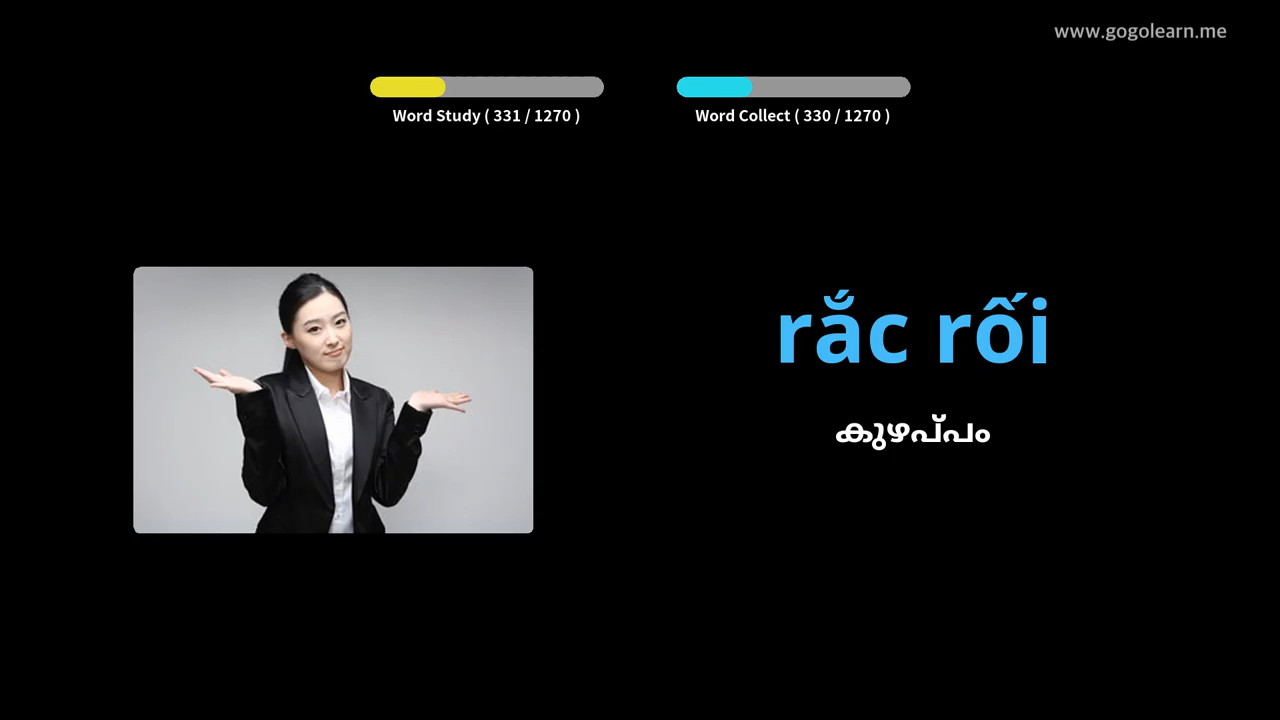 www.gogolearn.me
Word Study ( 331 / 1270 )
Word Collect ( 330 / 1270 )
rắc rối
കുഴപ്പം